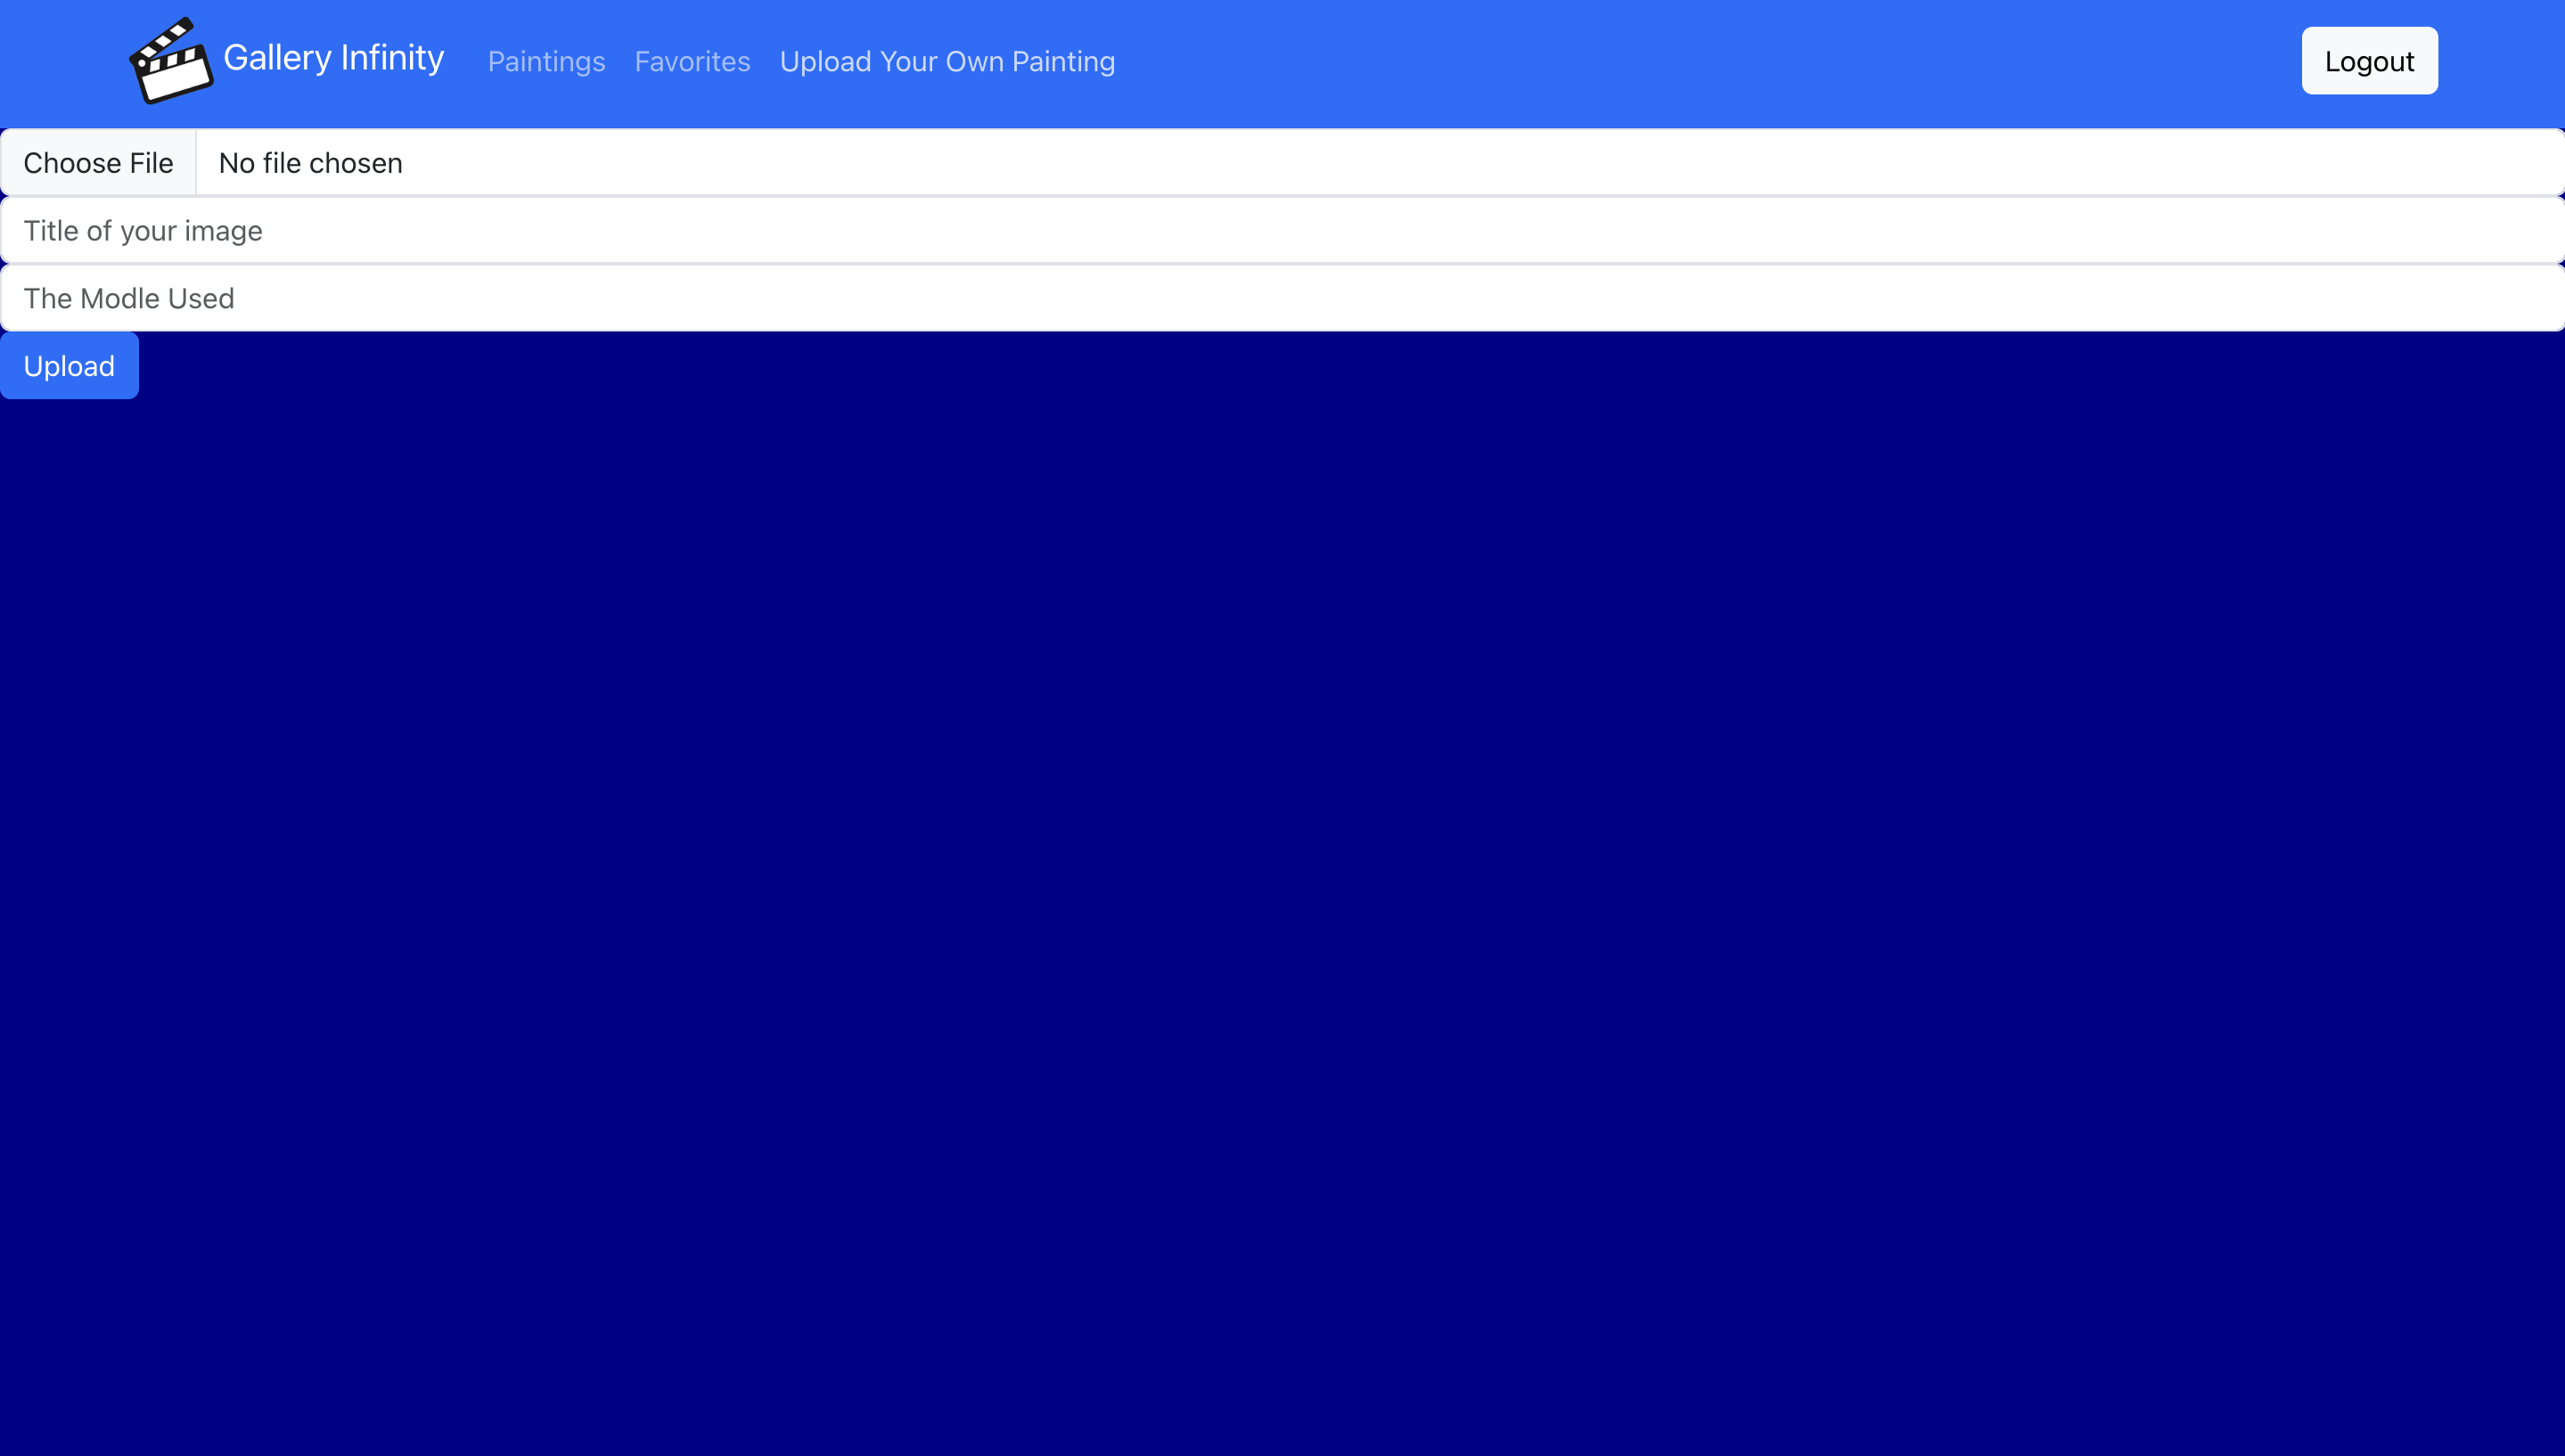 Gallery Infinity Paintings Favorites Upload Your Own Painting Logout
Choose File No file chosen
Title of your image
The Modle Used
Upload